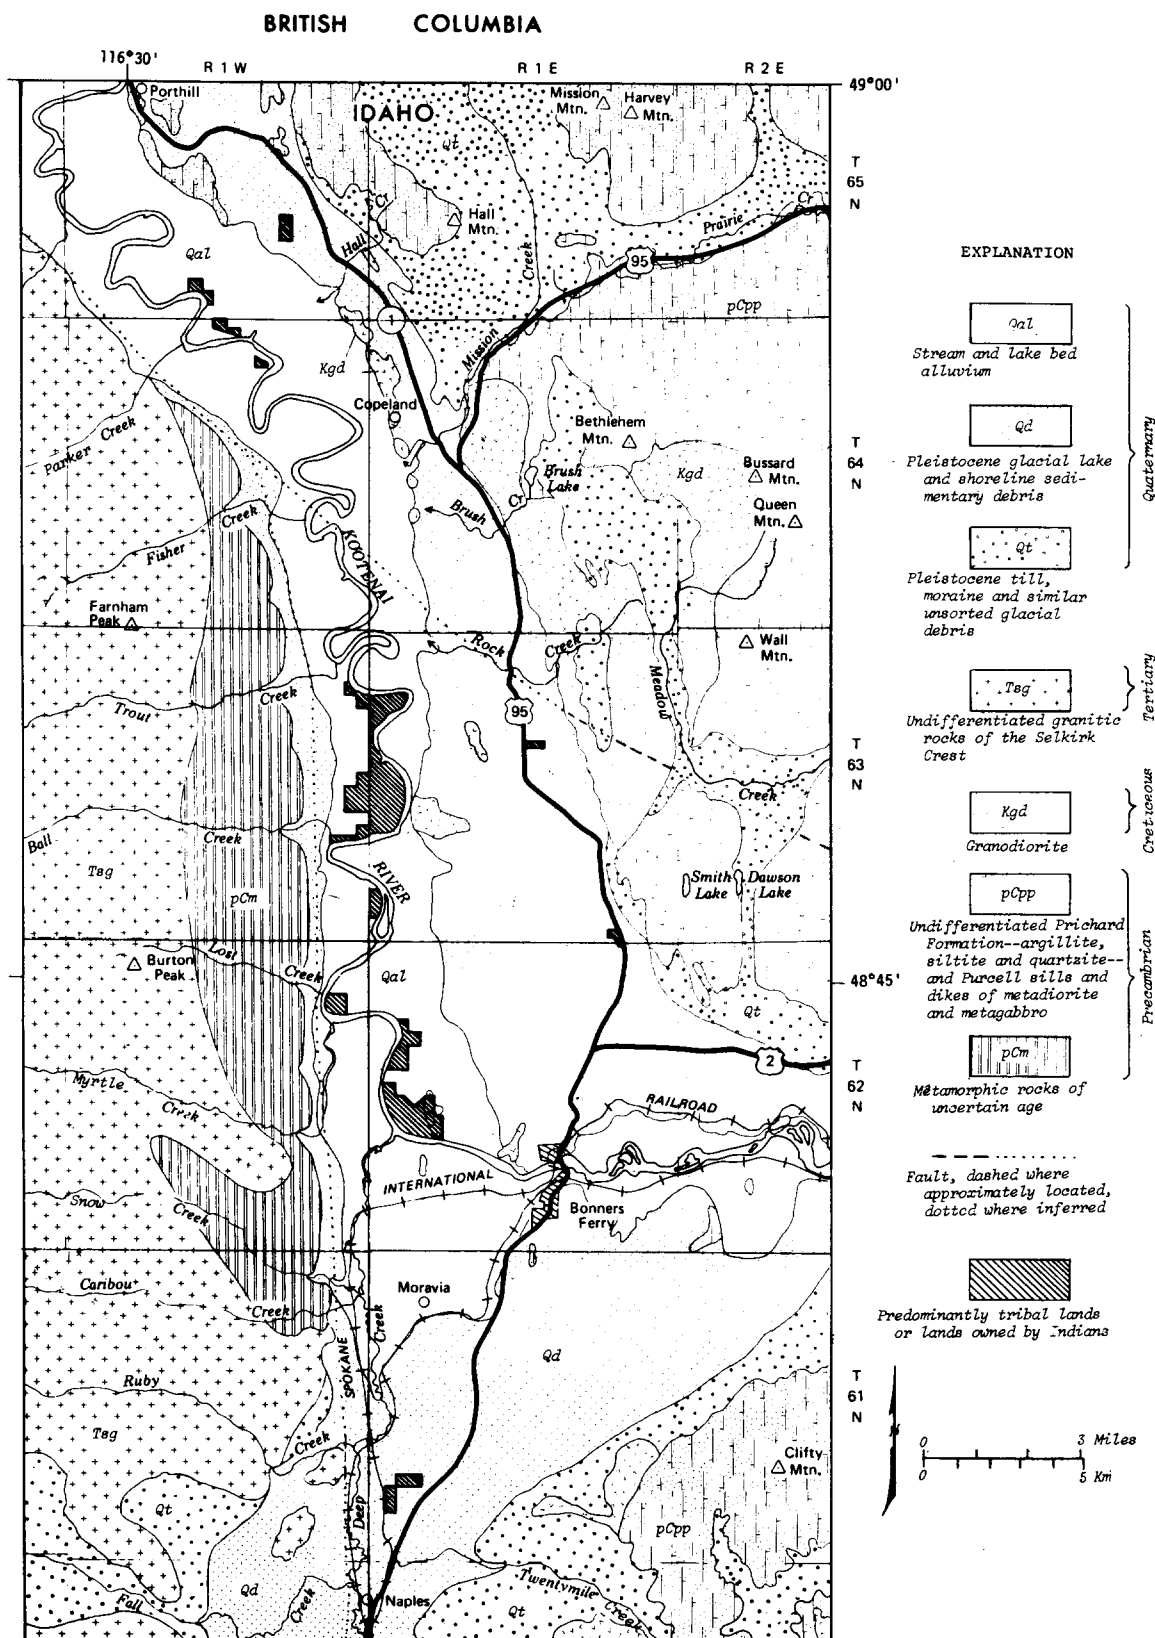 BRITISH COLUMBIA
116°30'
R 1 W
R 1 E
R 2 E
49°00'
Porthill
IDAHO
Mission
Mtn.
Harvey
Mtn.
Qt
T
65
N
Cr
Hall
Mtn.
Prairie
Cr
Hall
Creek
95
Qal
pCpp
1
Mission
Kgd
Copeland
Bethlehem
Mtn.
Parker Creek
T
64
N
Kgd
Bussard
Mtn.
Brush
Lake
Queen
Mtn.
Brush Cr
Fisher Creek
KOOTENAI
Farnham
Peak
Rock Creek
Wall
Mtn.
Meadow
Trout Creek
95
T
63
N
Creek
Ball Creek
Tsg
RIVER
pCm
Smith
Lake
Dawson
Lake
Lost Creek
Burton
Peak
Qal
48°45'
Qt
2
T
62
N
Myrtle
Creek
RAILROAD
INTERNATIONAL
Snow
Creek
Bonners
Ferry
Caribou
Creek
Moravia
Creek
SPOKANE
Qd
Ruby
Creek
T
61
N
Tsg
Clifty
Mtn.
Qt
Deep
pCpp
Qd
Fall
Creek
Naples
Twentymile
Creek
Qt
EXPLANATION
Qal
Stream and lake bed
alluvium
Qd
Pleistocene glacial lake
and shoreline sedi-
mentary debris
Qt
Pleistocene till,
moraine and similar
unsorted glacial
debris
Quaternary
Tsg
Undifferentiated granitic
rocks of the Selkirk
Crest
Tertiary
Kgd
Granodiorite
Creticeous
pCpp
Undifferentiated Prichard
Formation--argillite,
siltite and quartzite--
and Purcell sills and
dikes of metadiorite
and metagabbro
pCm
Metamorphic rocks of
uncertain age
Precambrian
Fault, dashed where
approximately located,
dotted where inferred
Predominantly tribal lands
or lands owned by Indians
N
0 3 Miles
0 5 Km